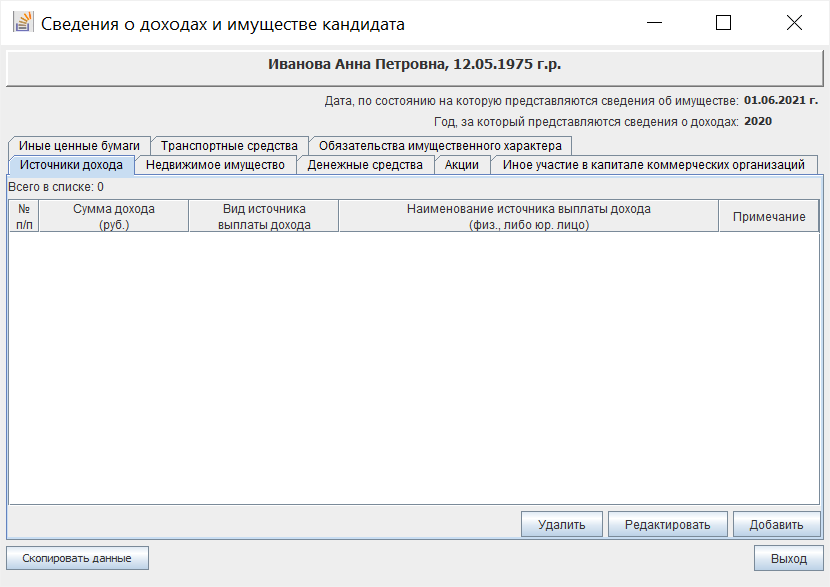 Сведения о доходах и имуществе кандидата
Иванова Анна Петровна, 12.05.1975 г.р.
Дата, по состоянию на которую представляются сведения об имуществе: 01.06.2021 г.
Год, за который представляются сведения о доходах: 2020
Иные ценные бумаги Транспортные средства Обязательства имущественного характера
Источники дохода Недвижимое имущество Денежные средства Акции Иное участие в капитале коммерческих организаций
Всего в списке: 0
№ Сумма дохода Вид источника Наименование источника выплаты дохода Примечание
п/п (руб.) выплаты дохода (физ., либо юр. лицо)
Удалить Редактировать Добавить
Скопировать данные Выход